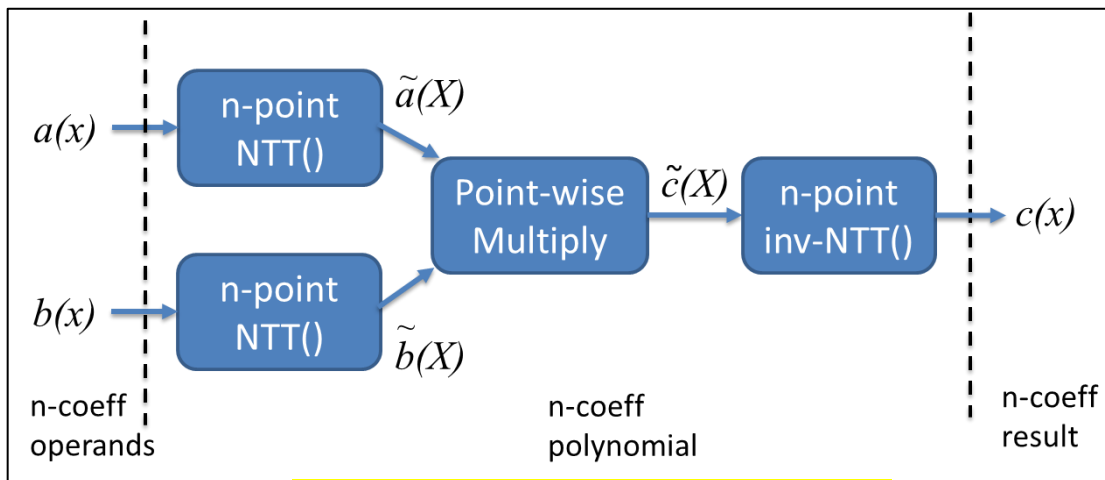 a(x)
n-point
NTT()
ã(X)
Point-wise
Multiply
c̃(X)
n-point
inv-NTT()
c(x)
b(x)
n-point
NTT()
b̃(X)
n-coeff
operands
n-coeff
polynomial
n-coeff
result